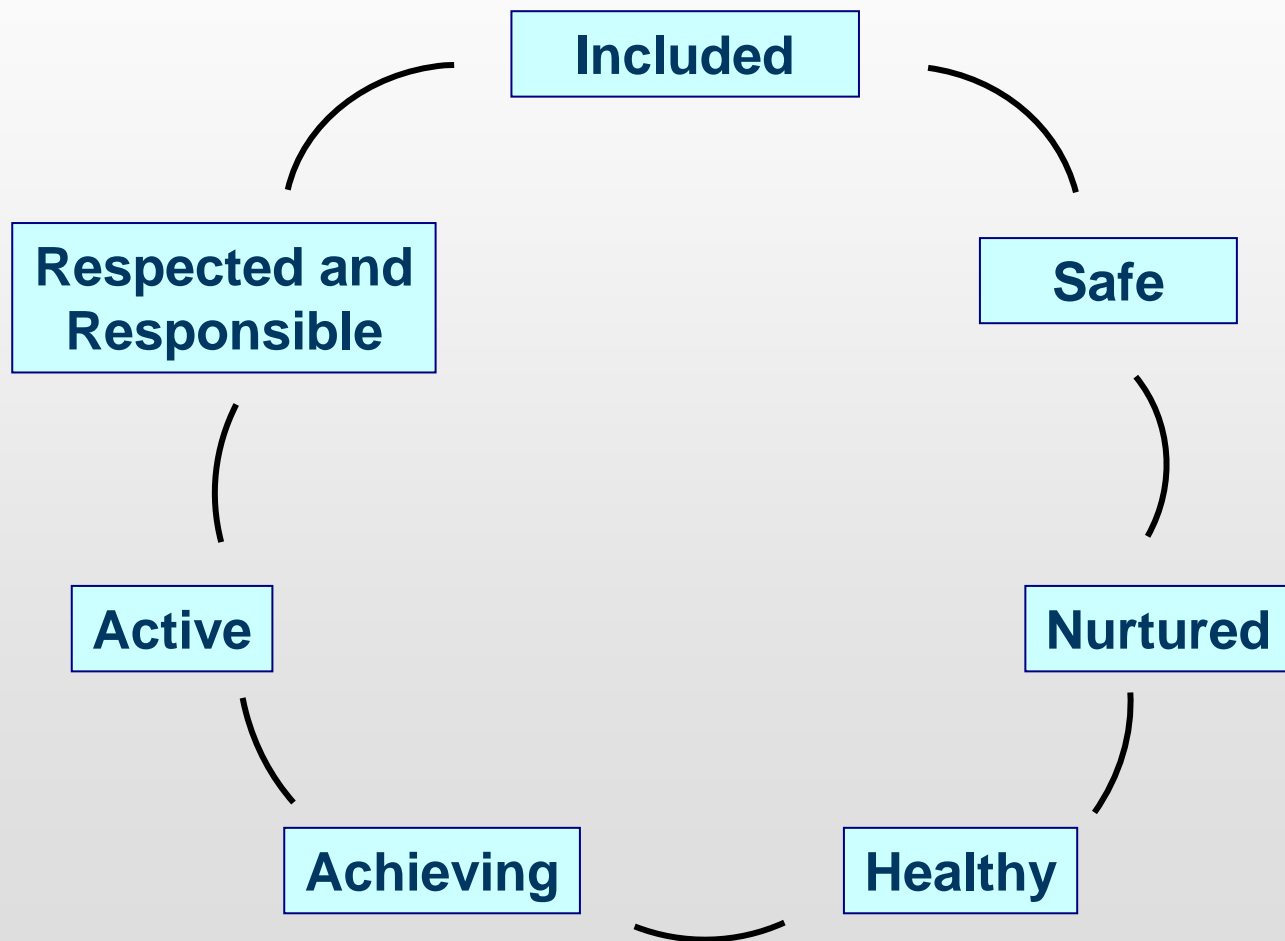 Included
Safe
Nurtured
Healthy
Achieving
Active
Respected and
Responsible